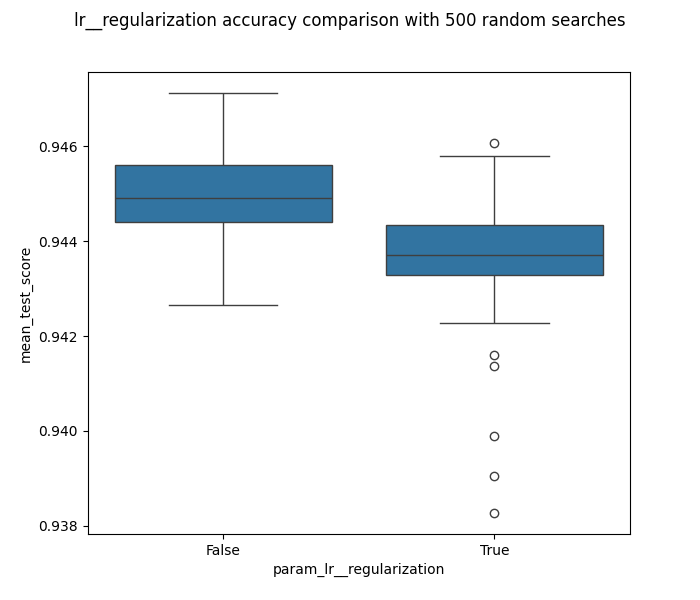 lr__regularization accuracy comparison with 500 random searches
0.946
0.944
0.942
0.940
0.938
mean_test_score
False
True
param_lr__regularization